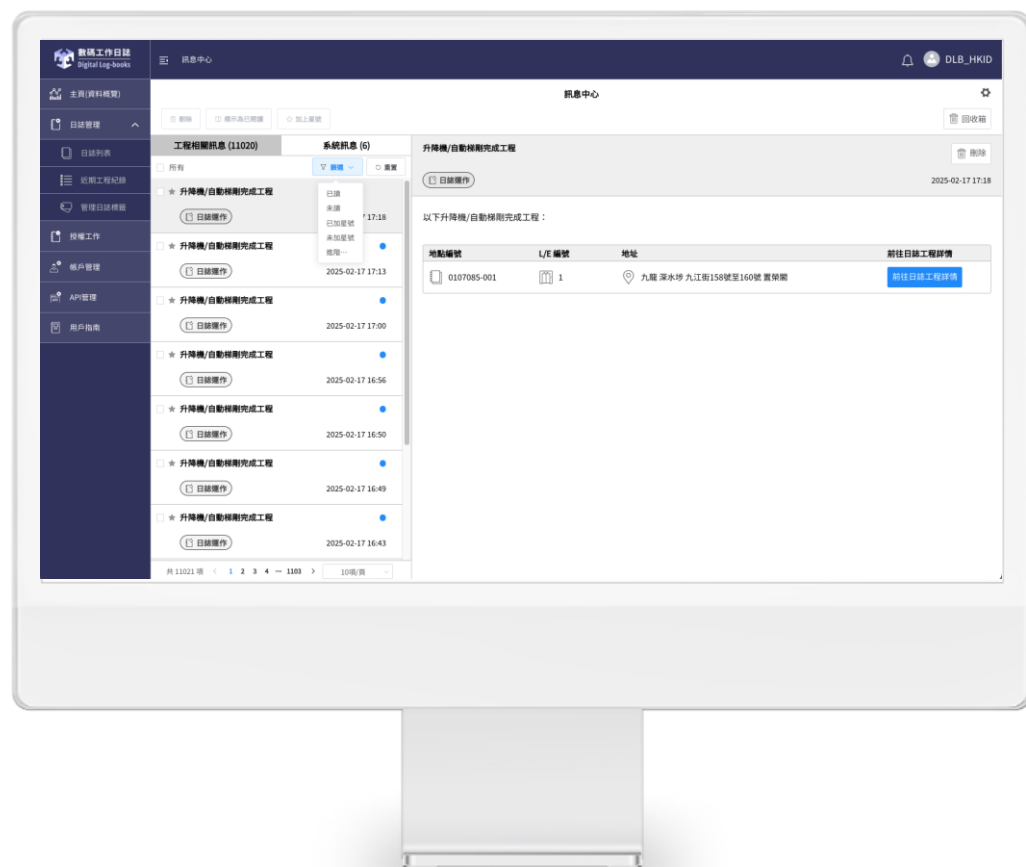 數碼工作日誌
Digital Log-books
訊息中心
DLB_HKID
主頁(資料概覽)
日誌管理
日誌列表
近期工程紀錄
管理日誌標籤
授權工作
帳戶管理
API管理
用戶指南
訊息中心
刪除
標示為已閱讀
加上星號
回收箱
工程相關訊息 (11020)
系統訊息 (6)
所有
篩選
重置
已讀
未讀
已加星號
未加星號
進階…
升降機/自動梯剛完成工程
日誌運作
17:18
升降機/自動梯剛完成工程
日誌運作
2025-02-17 17:13
升降機/自動梯剛完成工程
日誌運作
2025-02-17 17:00
升降機/自動梯剛完成工程
日誌運作
2025-02-17 16:56
升降機/自動梯剛完成工程
日誌運作
2025-02-17 16:50
升降機/自動梯剛完成工程
日誌運作
2025-02-17 16:49
升降機/自動梯剛完成工程
日誌運作
2025-02-17 16:43
共 11021 項 < 1 2 3 4 ··· 1103 > 10項/頁
升降機/自動梯剛完成工程
刪除
日誌運作
2025-02-17 17:18
以下升降機/自動梯剛完成工程：
地點編號 L/E 編號 地址 前往日誌工程詳情
0107085-001 1 九龍 深水埗 九江街158號至160號 置榮閣 前往日誌工程詳情